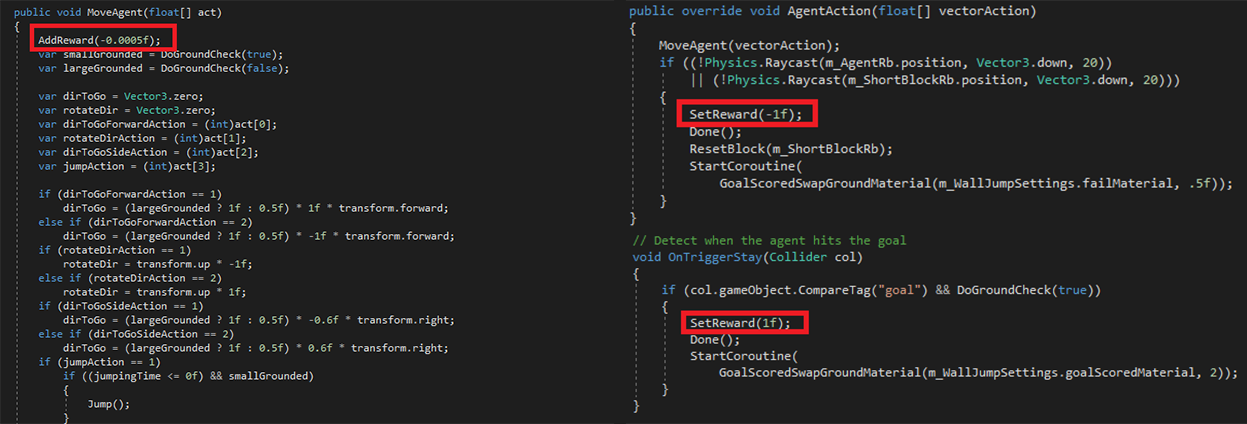 public void MoveAgent(float[] act)
{
AddReward(-0.0005f);
var smallGrounded = DoGroundCheck(true);
var largeGrounded = DoGroundCheck(false);
var dirToGo = Vector3.zero;
var rotateDir = Vector3.zero;
var dirToGoForwardAction = (int)act[0];
var rotateDirAction = (int)act[1];
var dirToGoSideAction = (int)act[2];
var jumpAction = (int)act[3];
if (dirToGoForwardAction == 1)
dirToGo = (largeGrounded ? 1f : 0.5f) * 1f * transform.forward;
else if (dirToGoForwardAction == 2)
dirToGo = (largeGrounded ? 1f : 0.5f) * -1f * transform.forward;
if (rotateDirAction == 1)
rotateDir = transform.up * -1f;
else if (rotateDirAction == 2)
rotateDir = transform.up * 1f;
if (dirToGoSideAction == 1)
dirToGo = (largeGrounded ? 1f : 0.5f) * -0.6f * transform.right;
else if (dirToGoSideAction == 2)
dirToGo = (largeGrounded ? 1f : 0.5f) * 0.6f * transform.right;
if (jumpAction == 1)
if ((jumpingTime <= 0f) && smallGrounded)
{
Jump();
}
public override void AgentAction(float[] vectorAction)
{
MoveAgent(vectorAction);
if ((!Physics.Raycast(m_AgentRb.position, Vector3.down, 20))
|| (!Physics.Raycast(m_ShortBlockRb.position, Vector3.down, 20)))
{
SetReward(-1f);
Done();
ResetBlock(m_ShortBlockRb);
StartCoroutine(
GoalScoredSwapGroundMaterial(m_WallJumpSettings.failMaterial, .5f));
}
}
// Detect when the agent hits the goal
void OnTriggerStay(Collider col)
{
if (col.gameObject.CompareTag("goal") && DoGroundCheck(true))
{
SetReward(1f);
Done();
StartCoroutine(
GoalScoredSwapGroundMaterial(m_WallJumpSettings.goalScoredMaterial, 2));
}
}